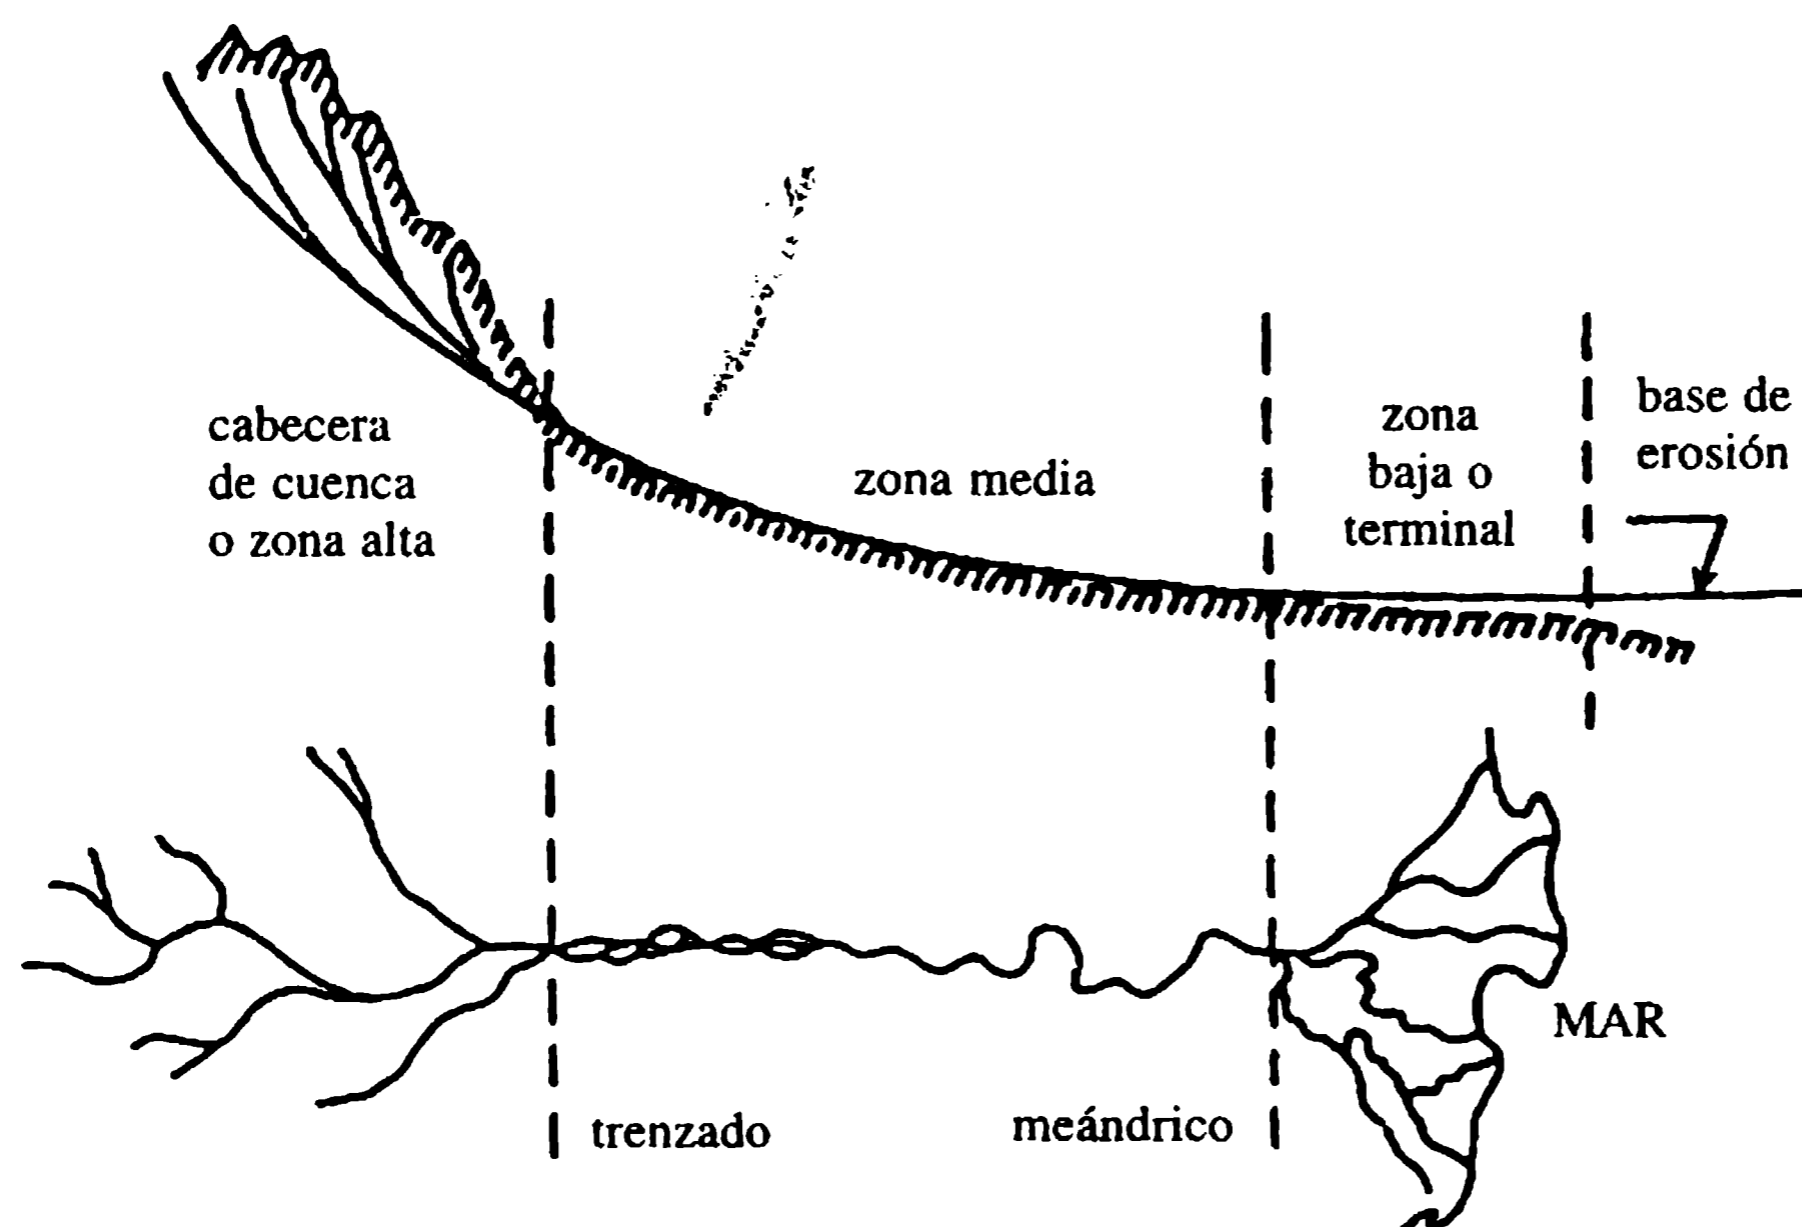 cabecera
de cuenca
o zona alta
zona media
zona
baja o
terminal
base de
erosión
MAR
trenzado
meándrico